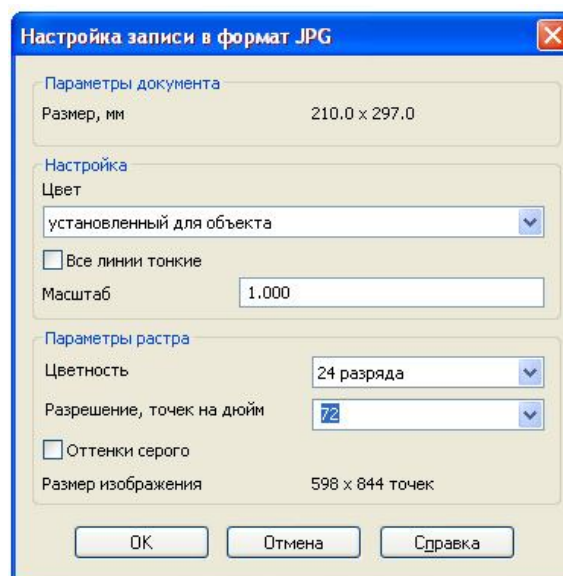 Настройка записи в формат JPG
Параметры документа
Размер, мм 210.0 x 297.0
Настройка
Цвет
установленный для объекта
Все линии тонкие
Масштаб 1.000
Параметры растра
Цветность 24 разряда
Разрешение, точек на дюйм 72
Оттенки серого
Размер изображения 598 x 844 точек
ОК Отмена Справка